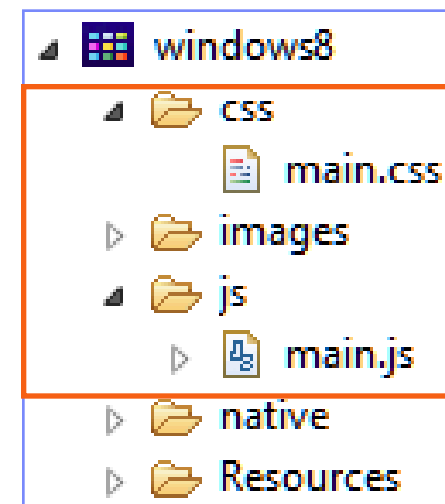 windows8
css
main.css
images
js
main.js
native
Resources